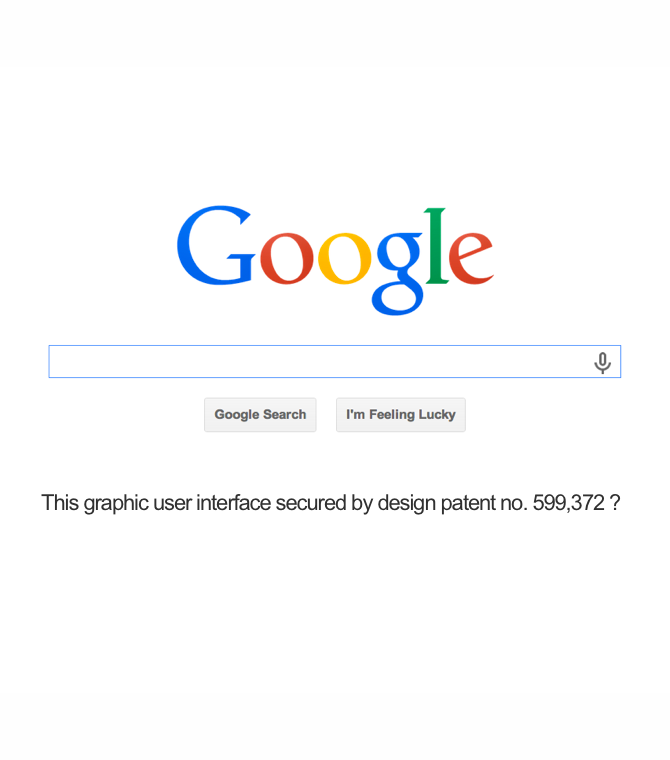 Google
Google Search
I'm Feeling Lucky
This graphic user interface secured by design patent no. 599,372 ?